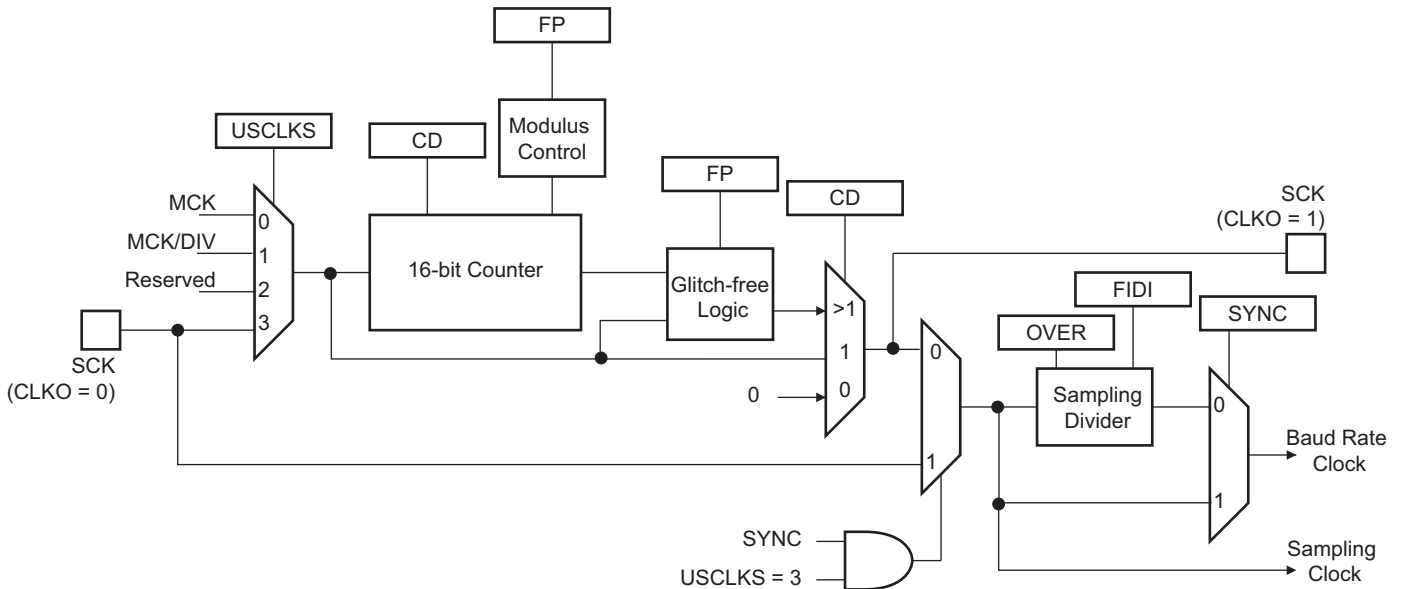 FP
USCLKS
CD
Modulus
Control
FP
CD
SCK
(CLKO = 1)
MCK
0
MCK/DIV
1
Reserved
2
3
16-bit Counter
Glitch-free
Logic
>1
1
0
0
FIDI
OVER
SYNC
SCK
(CLKO = 0)
0
1
Sampling
Divider
0
1
Baud Rate
Clock
SYNC
USCLKS = 3
Sampling
Clock